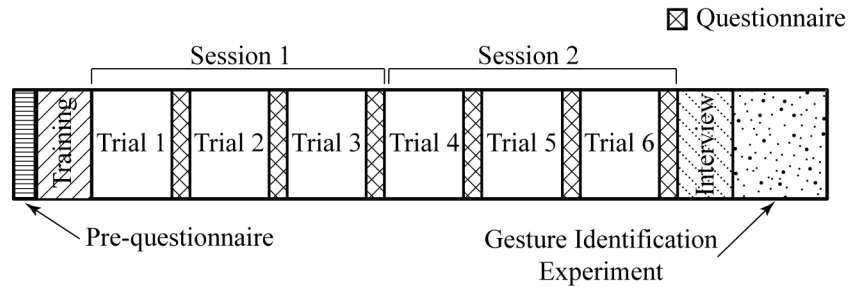 Questionnaire
Session 1
Session 2
Training
Trial 1
Trial 2
Trial 3
Trial 4
Trial 5
Trial 6
Interview
Pre-questionnaire
Gesture Identification
Experiment